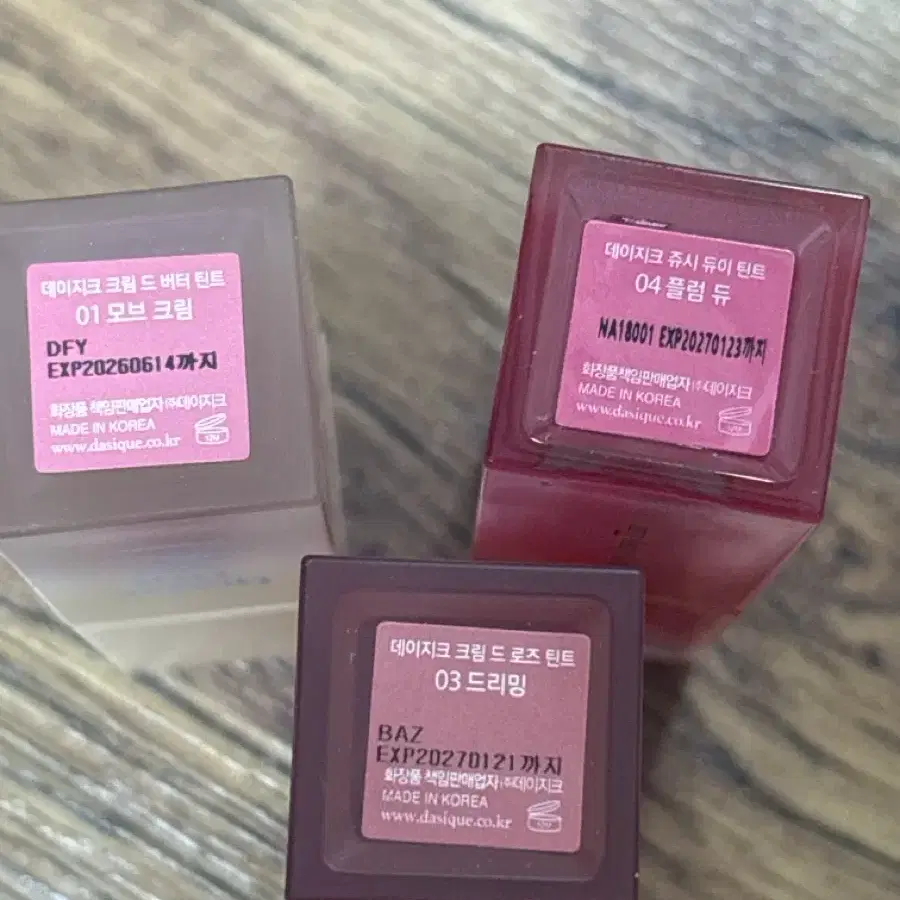 데이지크 크림 드 버터 틴트
01 모브 크림
DFY
EXP20260614까지
화장품책임판매업자 (주)데이지크
MADE IN KOREA
www.dasique.co.kr
12M
데이지크 쥬시 듀이 틴트
04 플럼 듀
NA18001 EXP20270123까지
화장품책임판매업자 (주)데이지크
MADE IN KOREA
www.dasique.co.kr
12M
데이지크 크림 드 로즈 틴트
03 드리밍
BAZ
EXP20270121까지
화장품책임판매업자 (주)데이지크
MADE IN KOREA
www.dasique.co.kr
12M